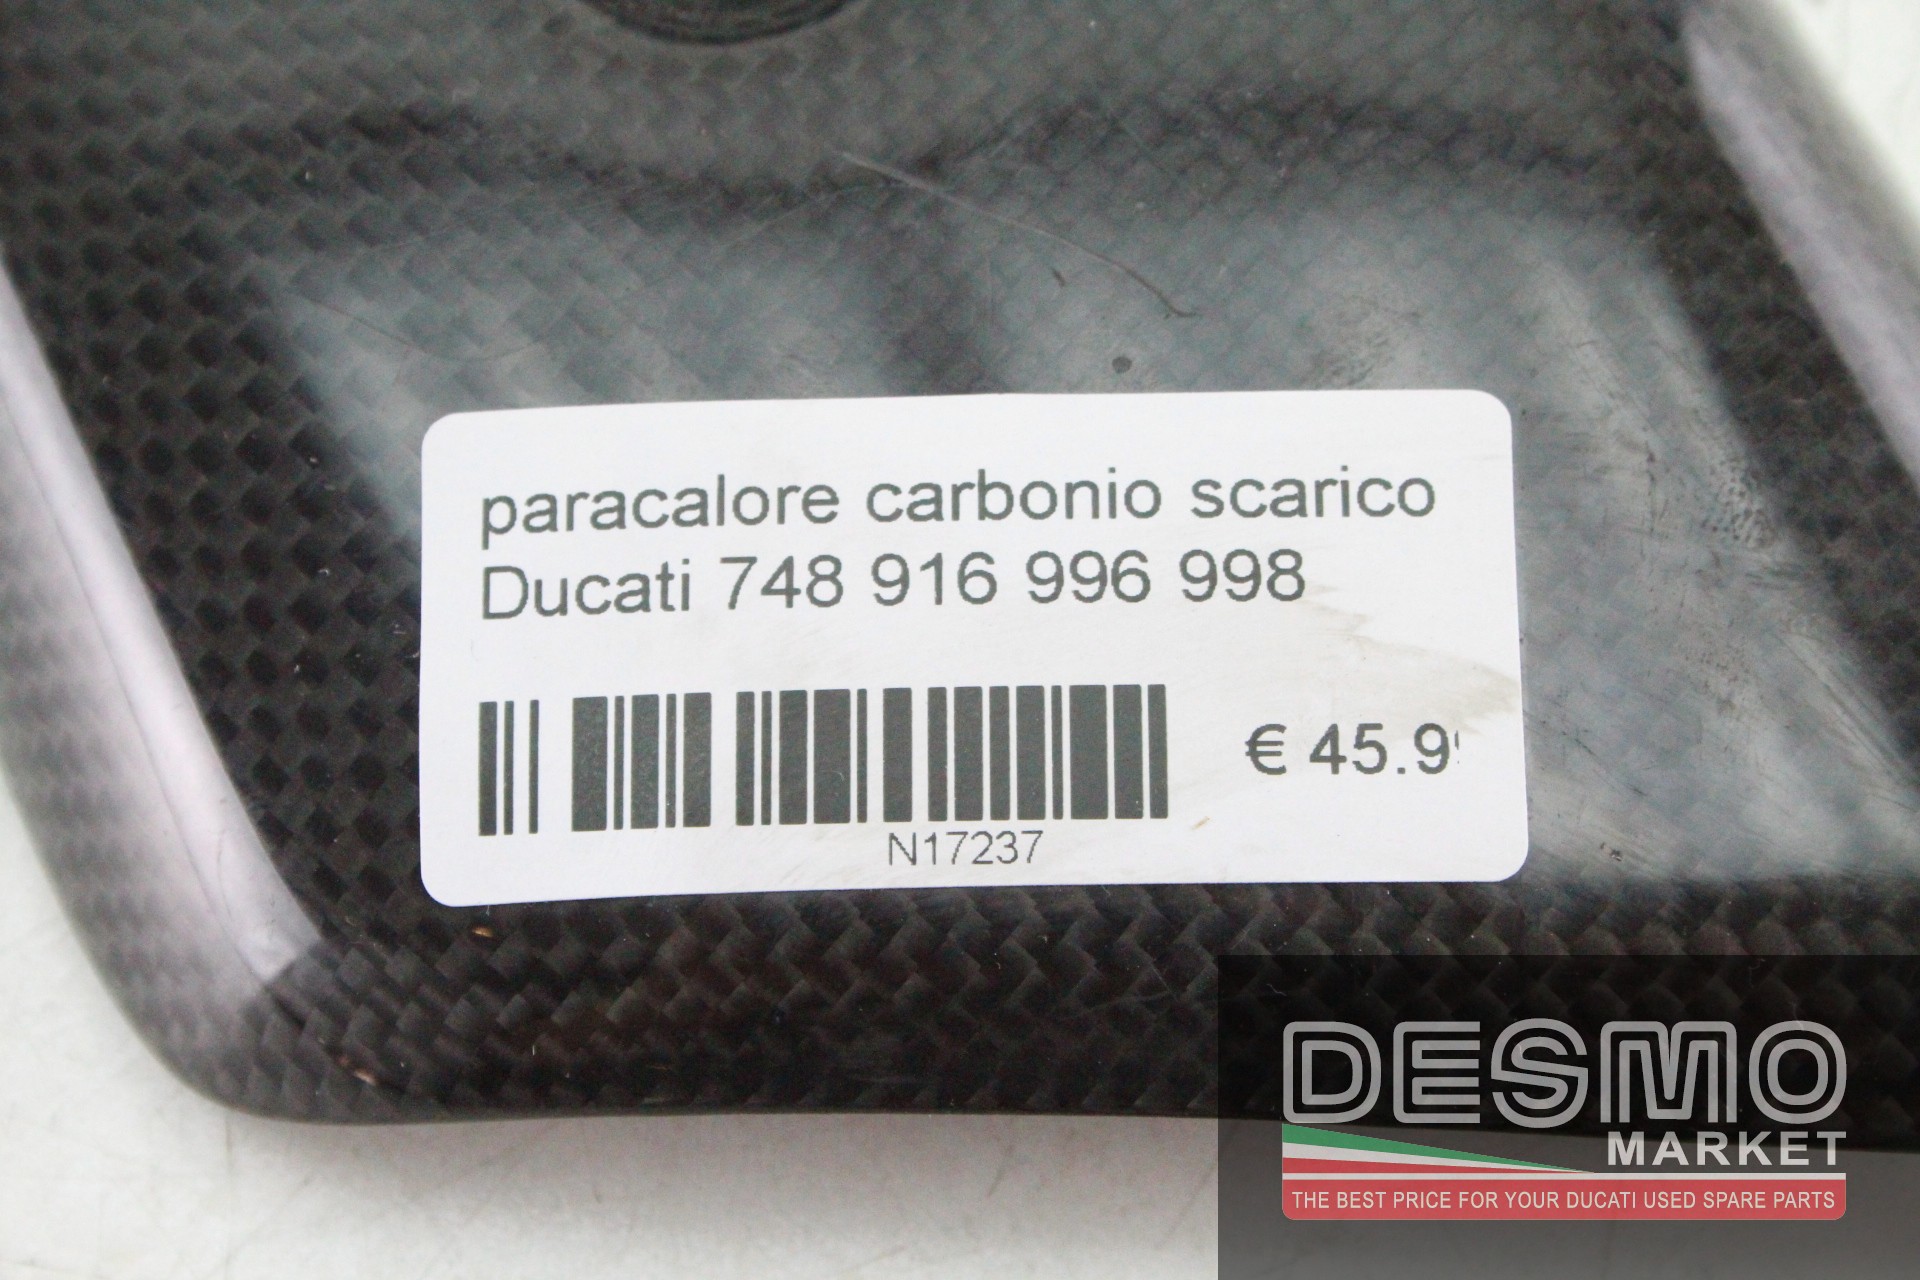 paracalore carbonio scarico
Ducati 748 916 996 998
€ 45.9
N17237
DESMO
MARKET
THE BEST PRICE FOR YOUR DUCATI USED SPARE PARTS